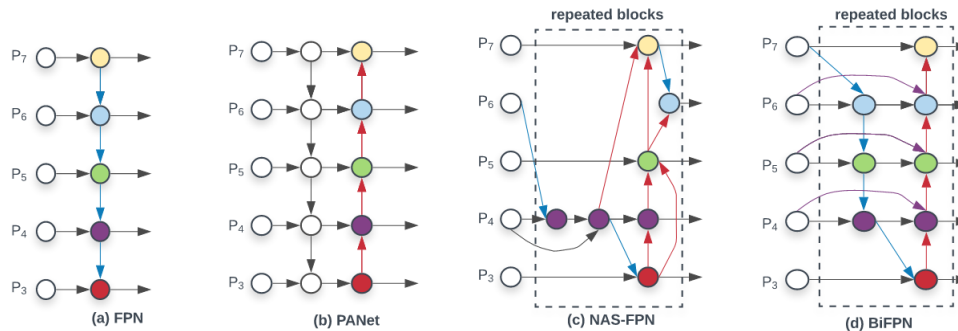 repeated blocks
repeated blocks
P7
P6
P5
P4
P3
(a) FPN
P7
P6
P5
P4
P3
(b) PANet
P7
P6
P5
P4
P3
(c) NAS-FPN
P7
P6
P5
P4
P3
(d) BiFPN